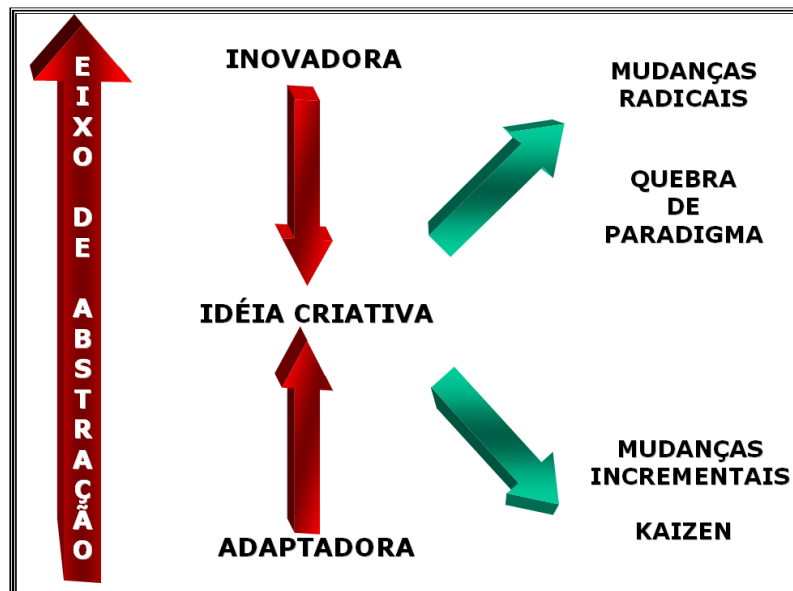 EIXO DE ABSTRAÇÃO
INOVADORA
IDÉIA CRIATIVA
ADAPTADORA
MUDANÇAS
RADICAIS
QUEBRA
DE
PARADIGMA
MUDANÇAS
INCREMENTAIS
KAIZEN